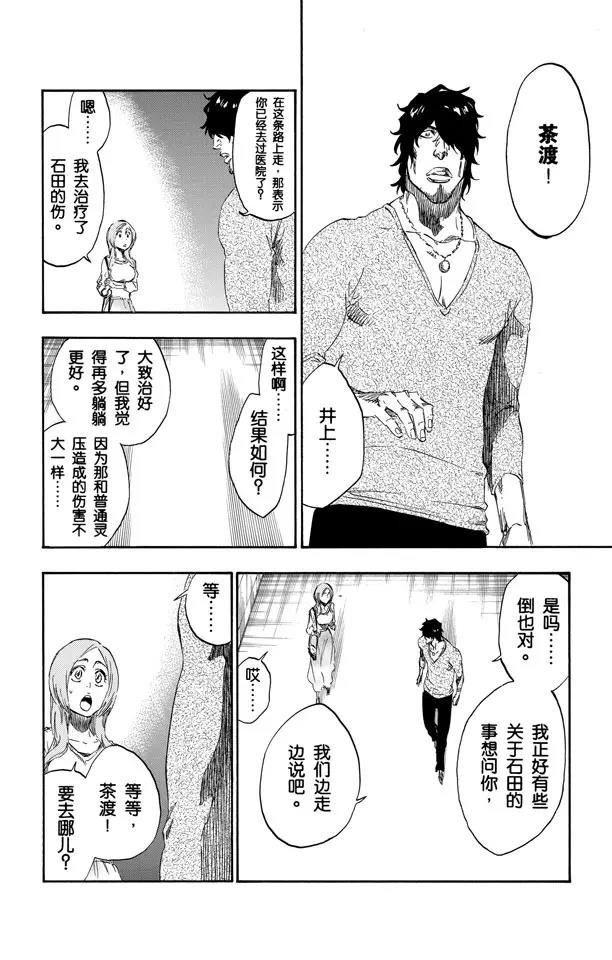 茶渡！
井上……
在这条路上走，那表示
你已经去过医院了？
嗯……
我去治疗了
石田的伤。
这样啊……
结果如何？
大致治好
了，但我觉
得再多躺躺
更好。
因为那和普通灵
压造成的伤害不
大一样……
是吗……
倒也对。
我正好有些
关于石田的
事想问你，
我们边走
边说吧。
哎……
等……
等等，
茶渡！
要去哪儿？